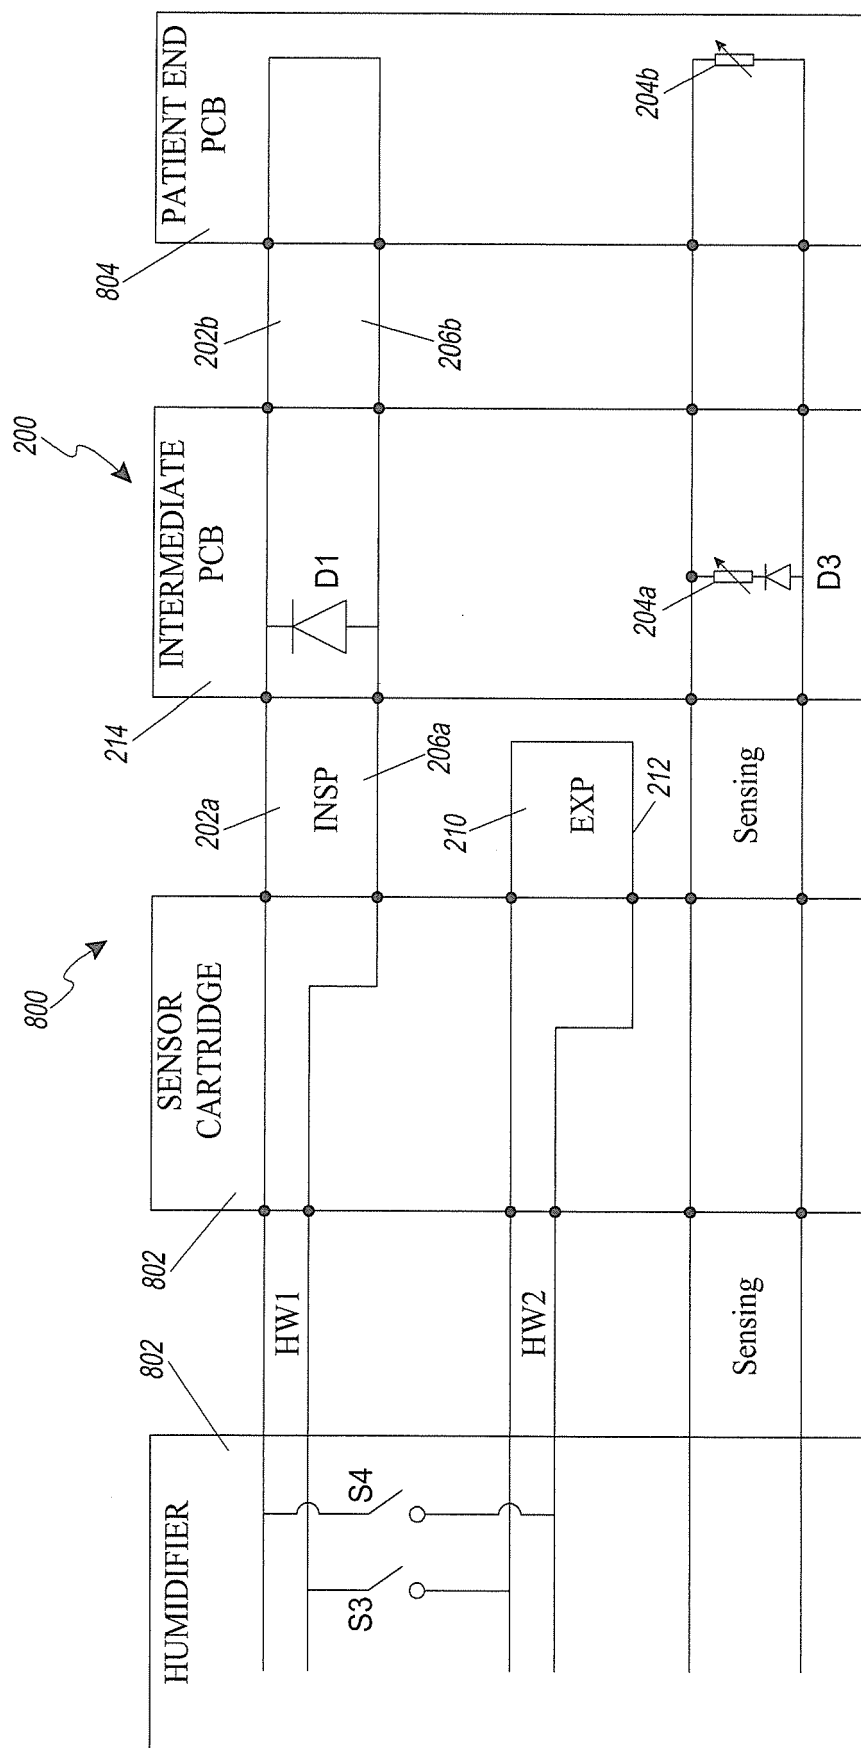 HUMIDIFIER
802
S3
S4
HW1
HW2
Sensing
800
SENSOR
CARTRIDGE
802
202a
INSP
206a
210
EXP
212
Sensing
200
INTERMEDIATE
PCB
214
D1
204a
D3
202b
206b
PATIENT END
PCB
804
204b